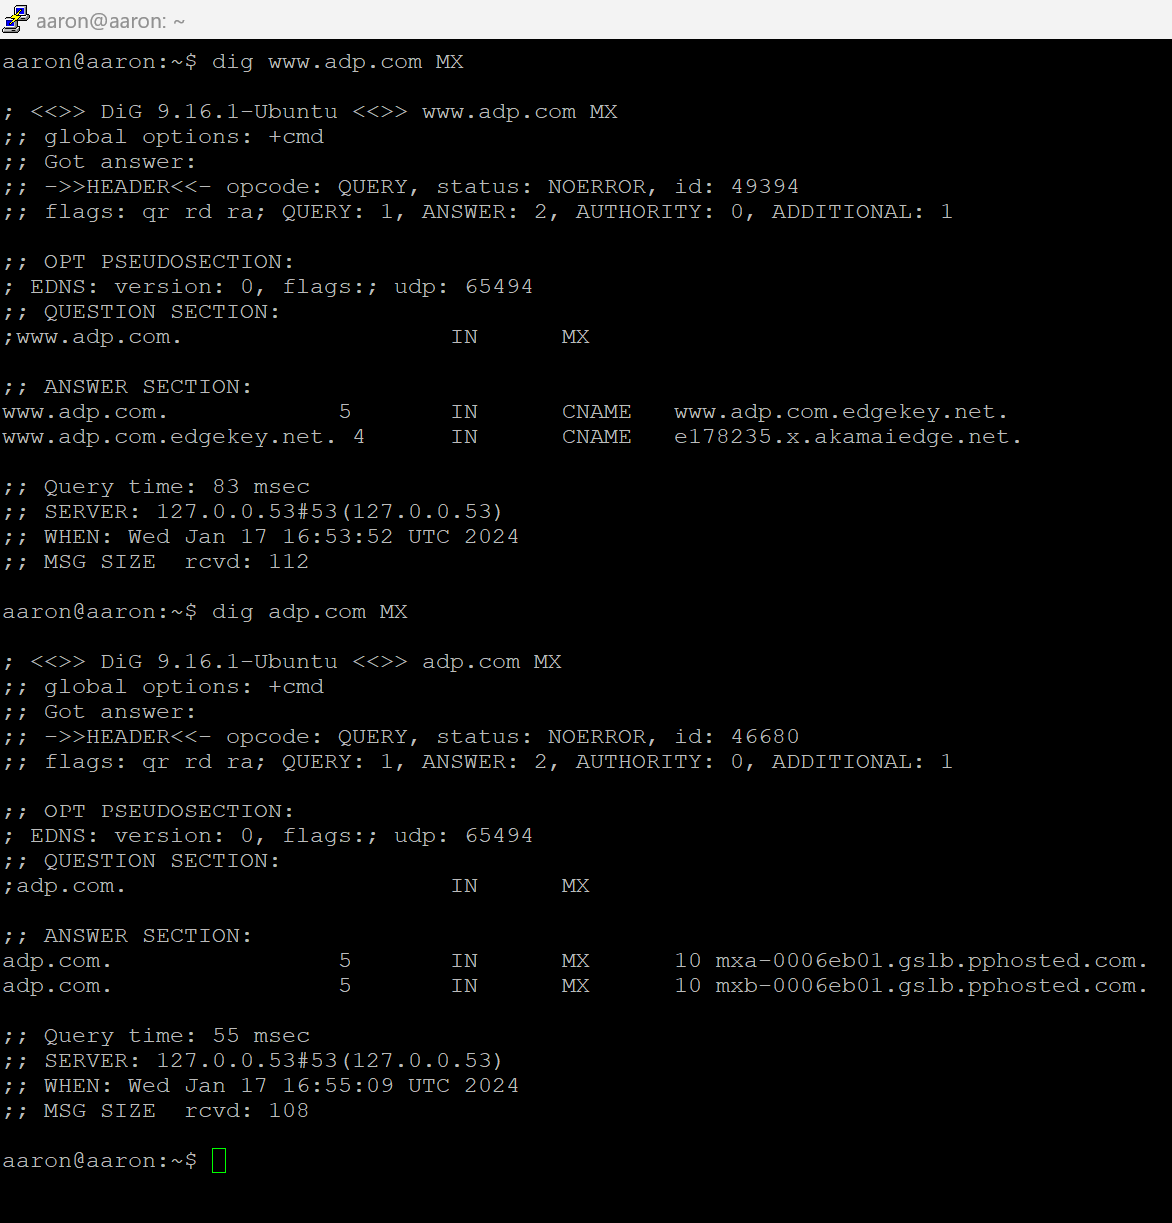 aaron@aaron: ~
aaron@aaron:~$ dig www.adp.com MX
; <<>> DiG 9.16.1-Ubuntu <<>> www.adp.com MX
;; global options: +cmd
;; Got answer:
;; ->>HEADER<<- opcode: QUERY, status: NOERROR, id: 49394
;; flags: qr rd ra; QUERY: 1, ANSWER: 2, AUTHORITY: 0, ADDITIONAL: 1
;; OPT PSEUDOSECTION:
; EDNS: version: 0, flags:; udp: 65494
;; QUESTION SECTION:
;www.adp.com. IN MX
;; ANSWER SECTION:
www.adp.com. 5 IN CNAME www.adp.com.edgekey.net.
www.adp.com.edgekey.net. 4 IN CNAME e178235.x.akamaiedge.net.
;; Query time: 83 msec
;; SERVER: 127.0.0.53#53(127.0.0.53)
;; WHEN: Wed Jan 17 16:53:52 UTC 2024
;; MSG SIZE  rcvd: 112
aaron@aaron:~$ dig adp.com MX
; <<>> DiG 9.16.1-Ubuntu <<>> adp.com MX
;; global options: +cmd
;; Got answer:
;; ->>HEADER<<- opcode: QUERY, status: NOERROR, id: 46680
;; flags: qr rd ra; QUERY: 1, ANSWER: 2, AUTHORITY: 0, ADDITIONAL: 1
;; OPT PSEUDOSECTION:
; EDNS: version: 0, flags:; udp: 65494
;; QUESTION SECTION:
;adp.com. IN MX
;; ANSWER SECTION:
adp.com. 5 IN MX 10 mxa-0006eb01.gslb.pphosted.com.
adp.com. 5 IN MX 10 mxb-0006eb01.gslb.pphosted.com.
;; Query time: 55 msec
;; SERVER: 127.0.0.53#53(127.0.0.53)
;; WHEN: Wed Jan 17 16:55:09 UTC 2024
;; MSG SIZE  rcvd: 108
aaron@aaron:~$